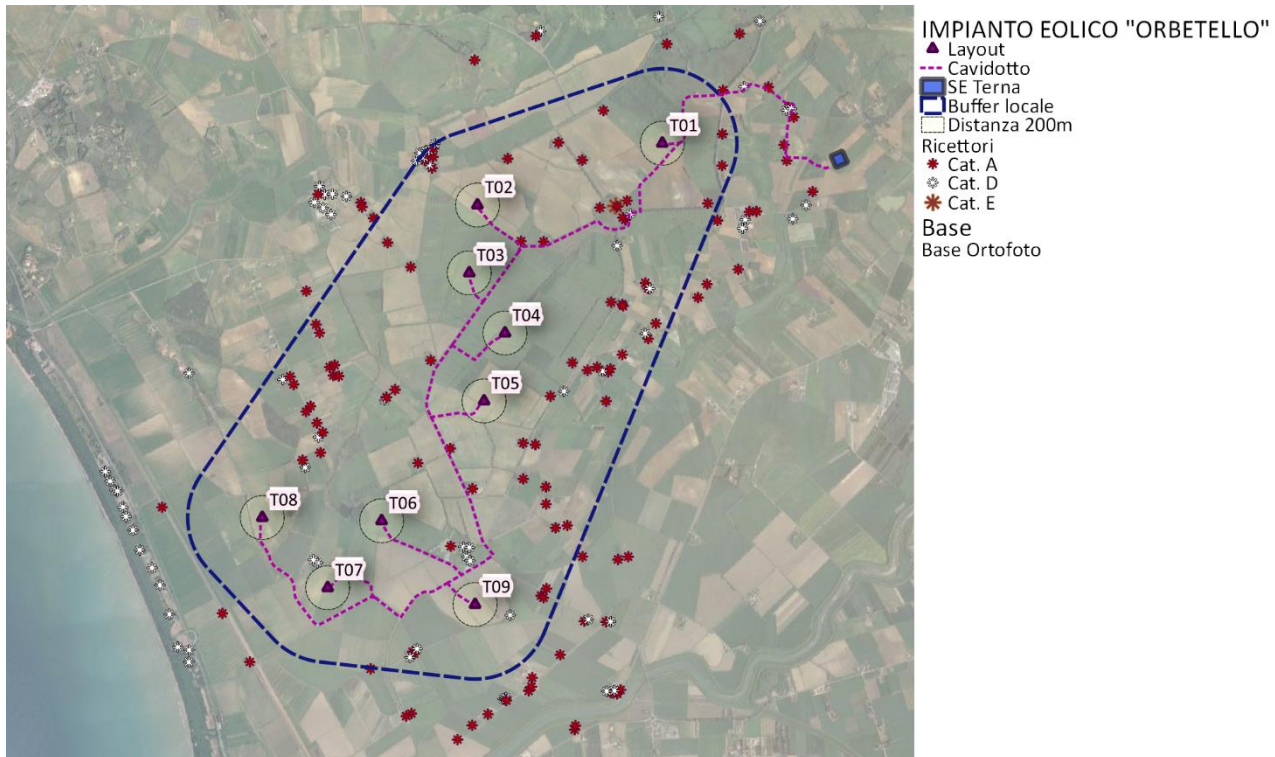 IMPIANTO EOLICO "ORBETELLO"
Layout
Cavidotto
SE Terna
Buffer locale
Distanza 200m
Ricettori
Cat. A
Cat. D
Cat. E
Base
Base Ortofoto
T01
T02
T03
T04
T05
T08
T06
T07
T09